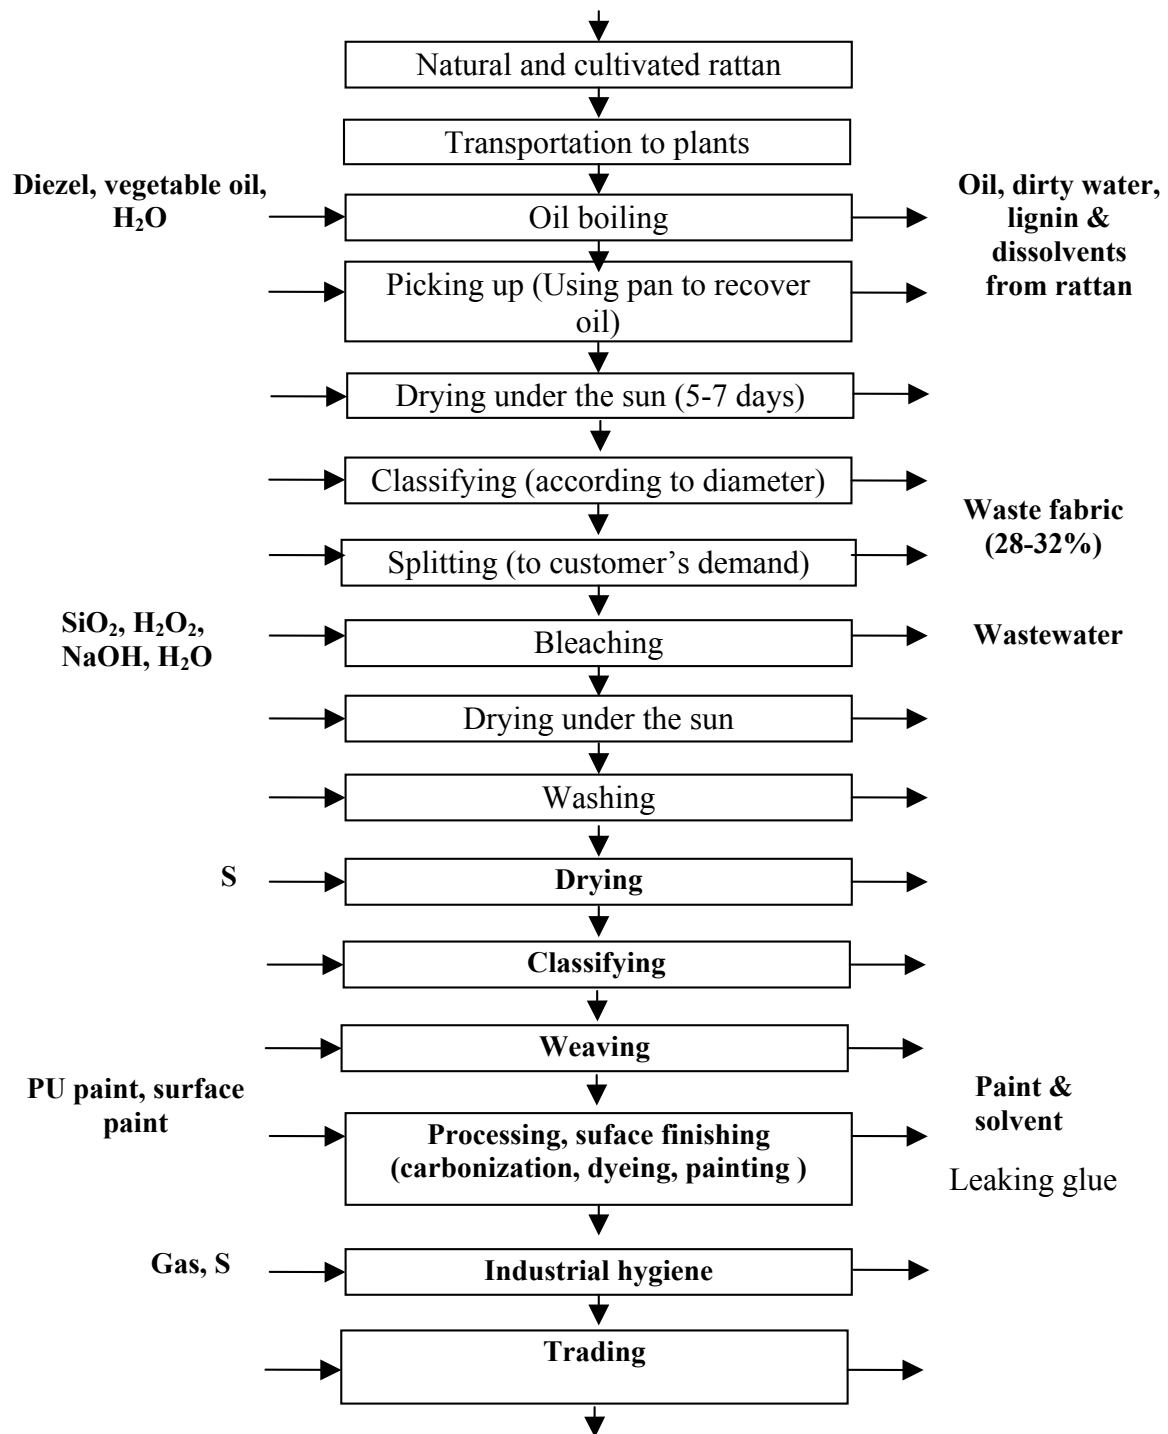 Natural and cultivated rattan
Transportation to plants
Diezel, vegetable oil,
H₂O
Oil boiling
Oil, dirty water,
lignin &
dissolvents
from rattan
Picking up (Using pan to recover
oil)
Drying under the sun (5-7 days)
Classifying (according to diameter)
Waste fabric
(28-32%)
Splitting (to customer’s demand)
SiO₂, H₂O₂,
NaOH, H₂O
Bleaching
Wastewater
Drying under the sun
Washing
S
Drying
Classifying
Weaving
PU paint, surface
paint
Processing, suface finishing
(carbonization, dyeing, painting )
Paint &
solvent
Leaking glue
Gas, S
Industrial hygiene
Trading